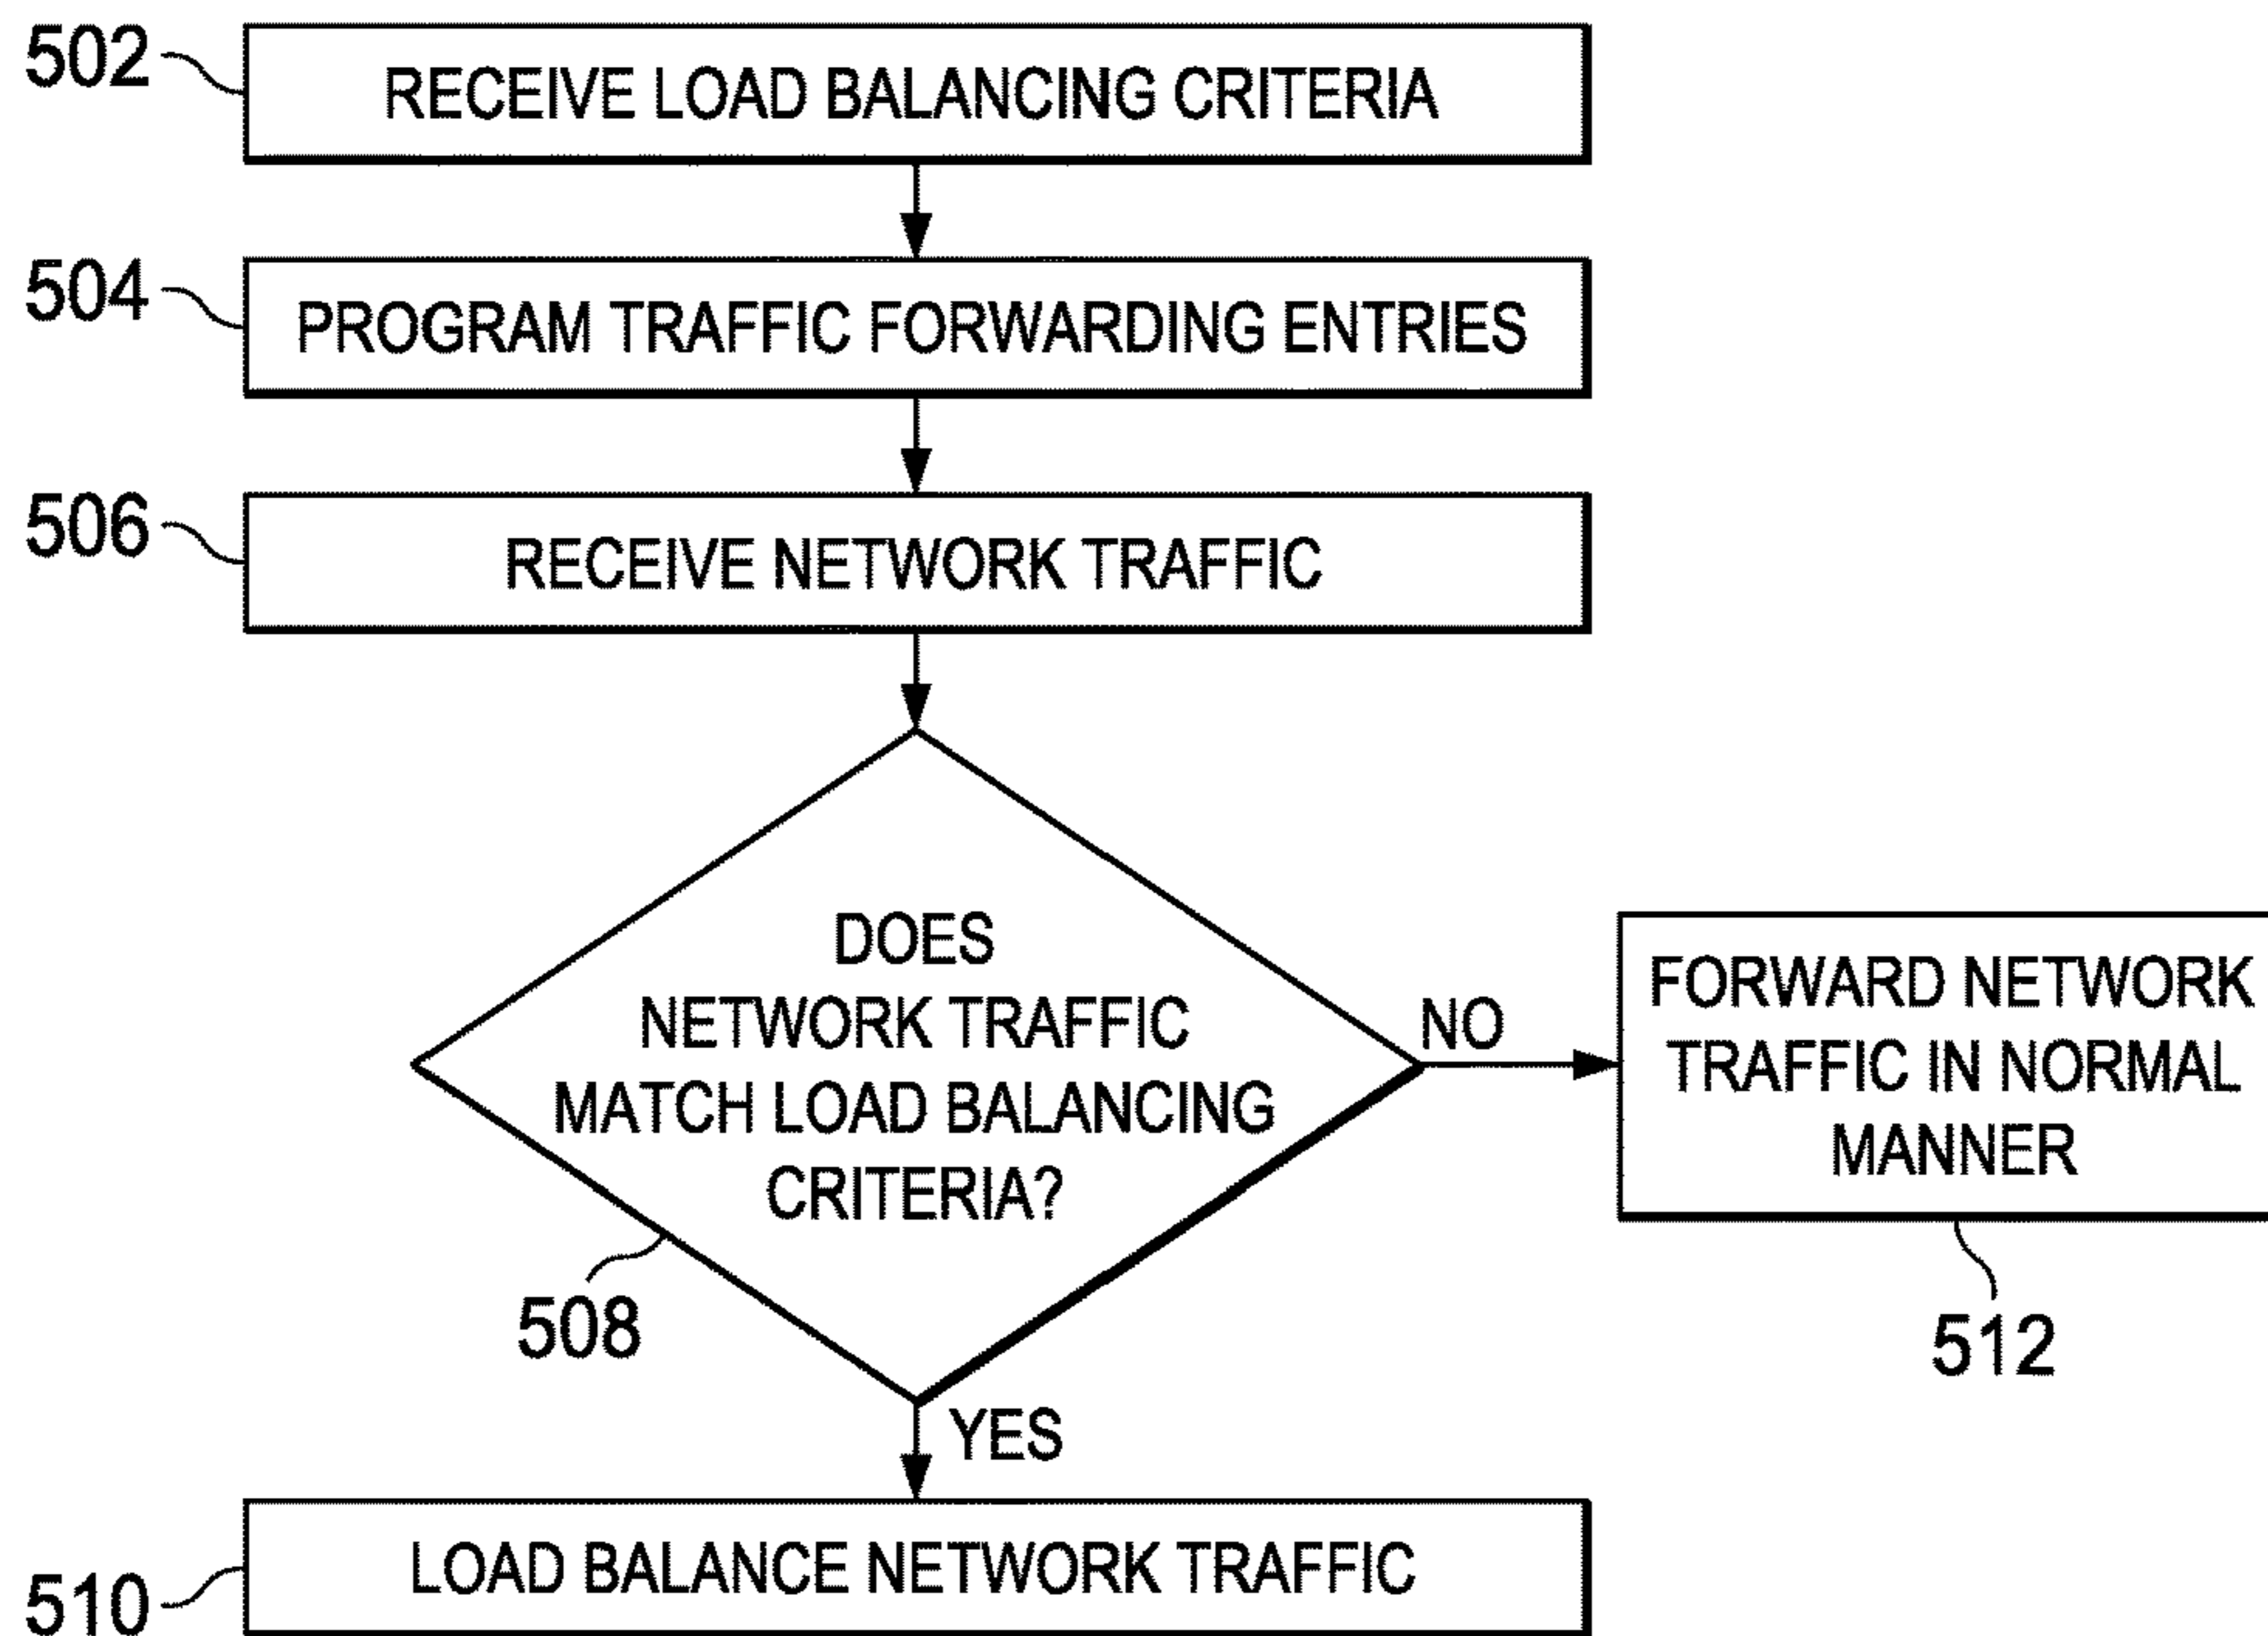 502
RECEIVE LOAD BALANCING CRITERIA
504
PROGRAM TRAFFIC FORWARDING ENTRIES
506
RECEIVE NETWORK TRAFFIC
DOES
NETWORK TRAFFIC
MATCH LOAD BALANCING
CRITERIA?
508
NO
FORWARD NETWORK
TRAFFIC IN NORMAL
MANNER
512
YES
510
LOAD BALANCE NETWORK TRAFFIC